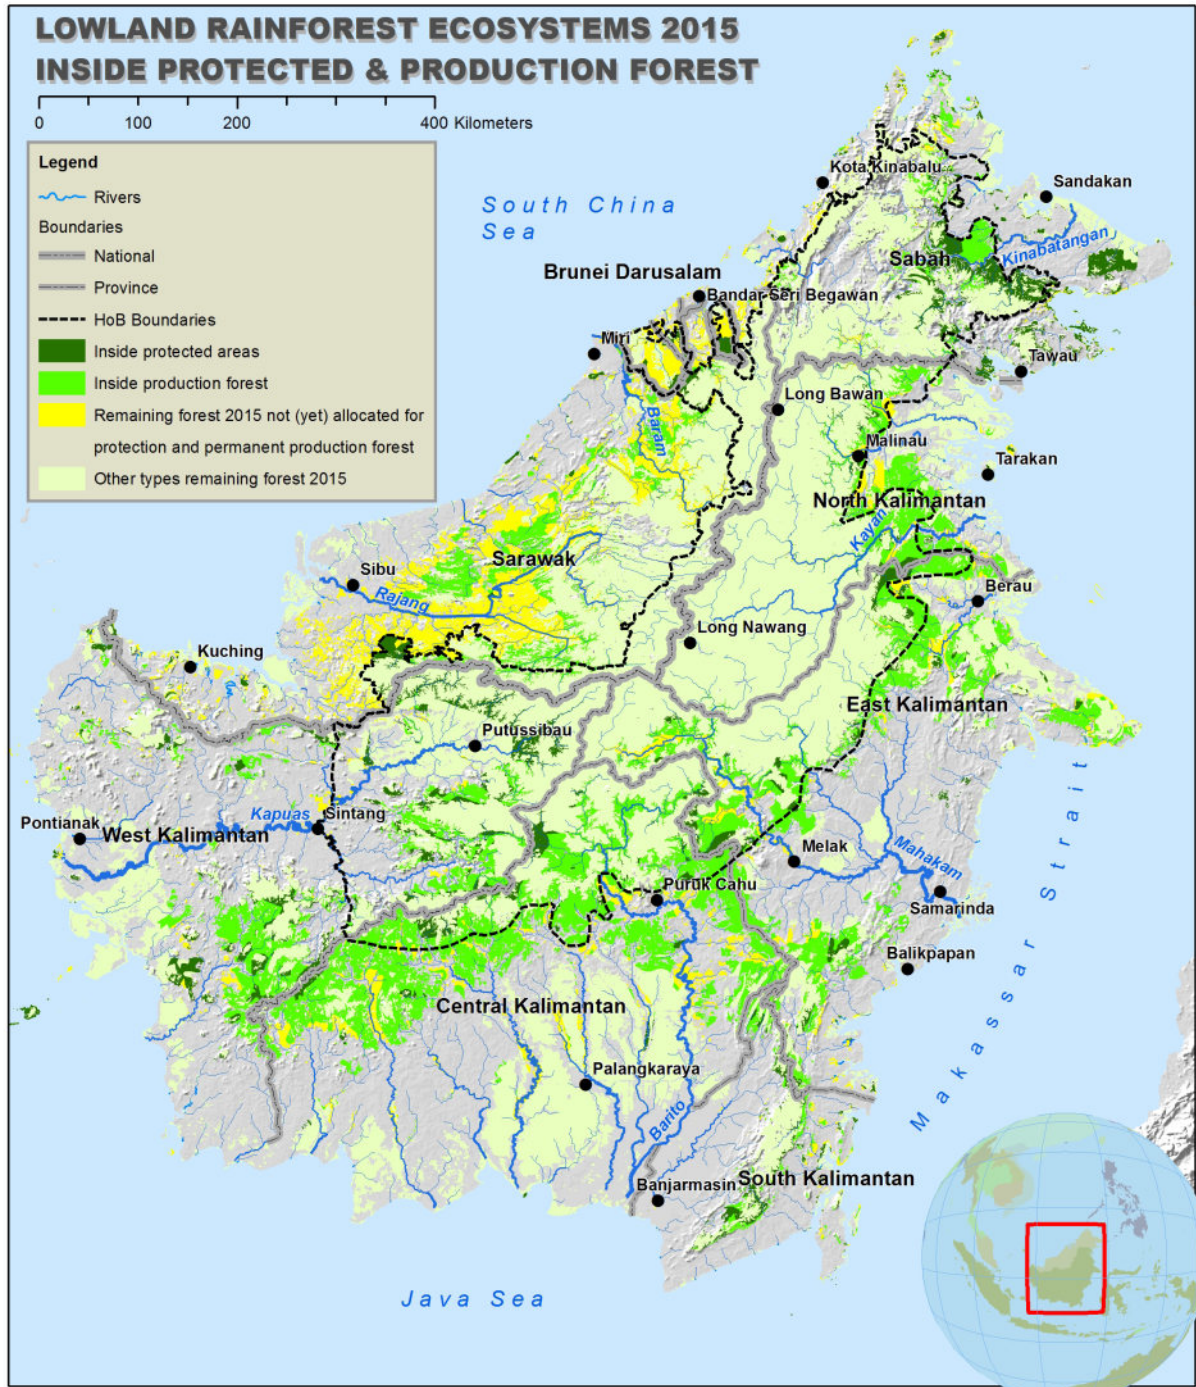 LOWLAND RAINFOREST ECOSYSTEMS 2015
INSIDE PROTECTED & PRODUCTION FOREST
0 100 200 400 Kilometers
Legend
Rivers
Boundaries
National
Province
HoB Boundaries
Inside protected areas
Inside production forest
Remaining forest 2015 not (yet) allocated for
protection and permanent production forest
Other types remaining forest 2015
Kota Kinabalu
Sandakan
South China
Sea
Kinabatangan
Sabah
Brunei Darusalam
Bandar Seri Begawan
Miri
Tawau
Long Bawan
Baram
Malinau
Tarakan
North Kalimantan
Kayan
Sarawak
Sibu
Rajang
Berau
Long Nawang
Kuching
East Kalimantan
Putussibau
Kapuas
Sintang
Pontianak
West Kalimantan
Melak
Mahakam
Puruk Cahu
Samarinda
Balikpapan
Makassar Strait
Central Kalimantan
Palangkaraya
Barito
Banjarmasin
South Kalimantan
Java Sea